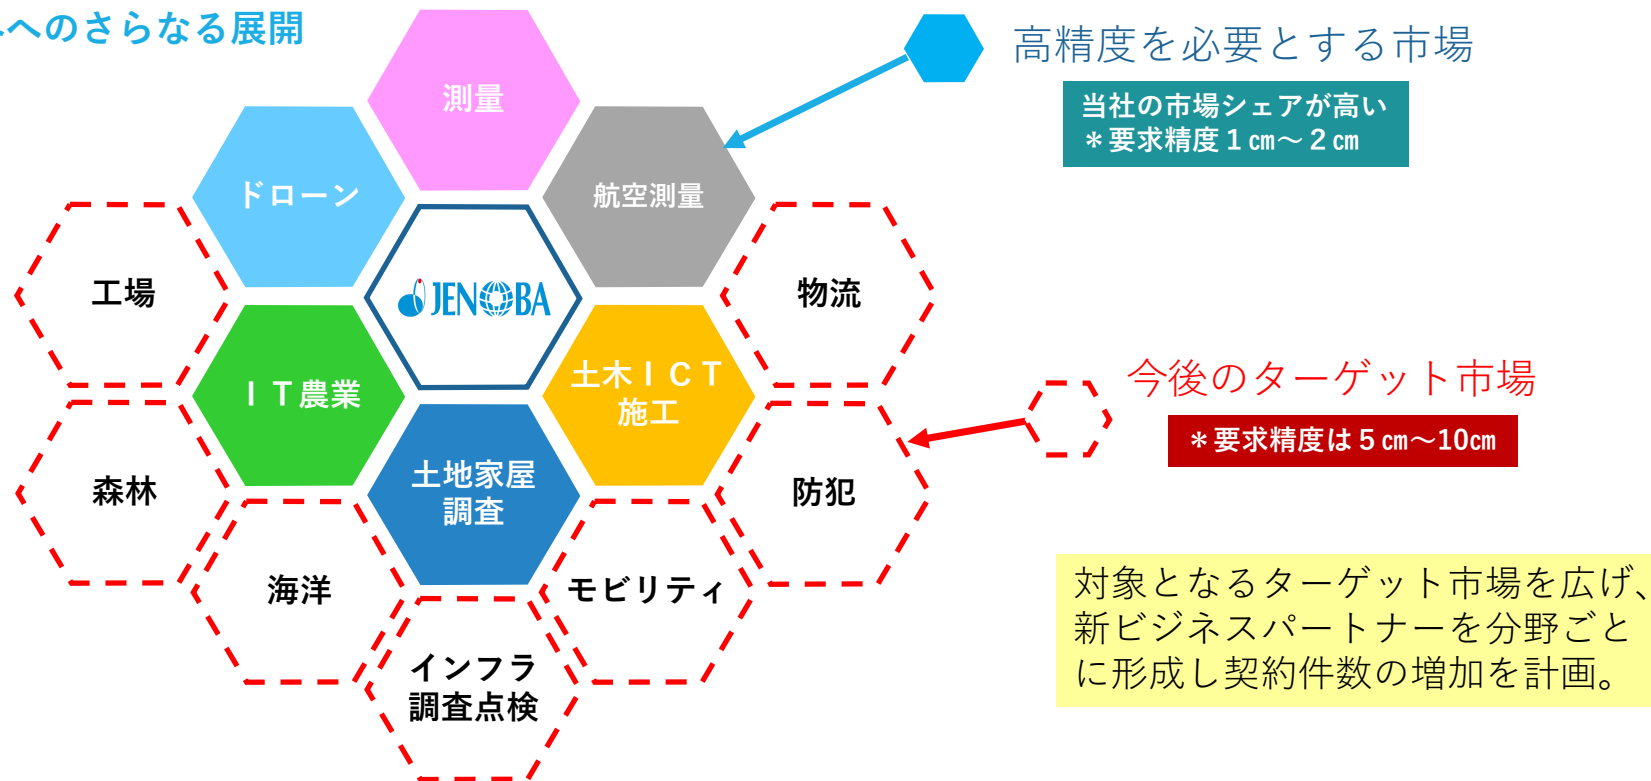 へのさらなる展開
高精度を必要とする市場
測量
当社の市場シェアが高い
＊要求精度１㎝～２㎝
ドローン
航空測量
工場
JENOBA
物流
ＩＴ農業
土木ＩＣＴ
施工
今後のターゲット市場
＊要求精度は５㎝～10㎝
森林
土地家屋
調査
防犯
海洋
モビリティ
インフラ
調査点検
対象となるターゲット市場を広げ、
新ビジネスパートナーを分野ごと
に形成し契約件数の増加を計画。